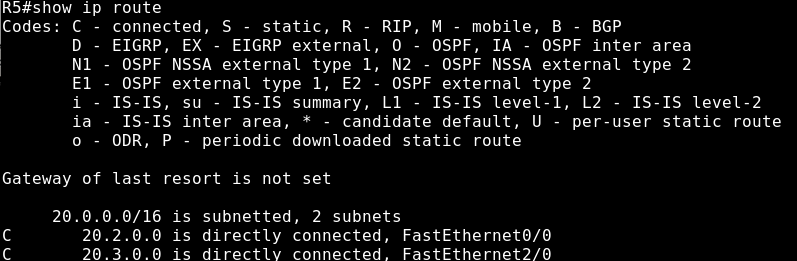 R5#show ip route
Codes: C - connected, S - static, R - RIP, M - mobile, B - BGP
       D - EIGRP, EX - EIGRP external, O - OSPF, IA - OSPF inter area
       N1 - OSPF NSSA external type 1, N2 - OSPF NSSA external type 2
       E1 - OSPF external type 1, E2 - OSPF external type 2
       i - IS-IS, su - IS-IS summary, L1 - IS-IS level-1, L2 - IS-IS level-2
       ia - IS-IS inter area, * - candidate default, U - per-user static route
       o - ODR, P - periodic downloaded static route
Gateway of last resort is not set
     20.0.0.0/16 is subnetted, 2 subnets
C       20.2.0.0 is directly connected, FastEthernet0/0
C       20.3.0.0 is directly connected, FastEthernet2/0